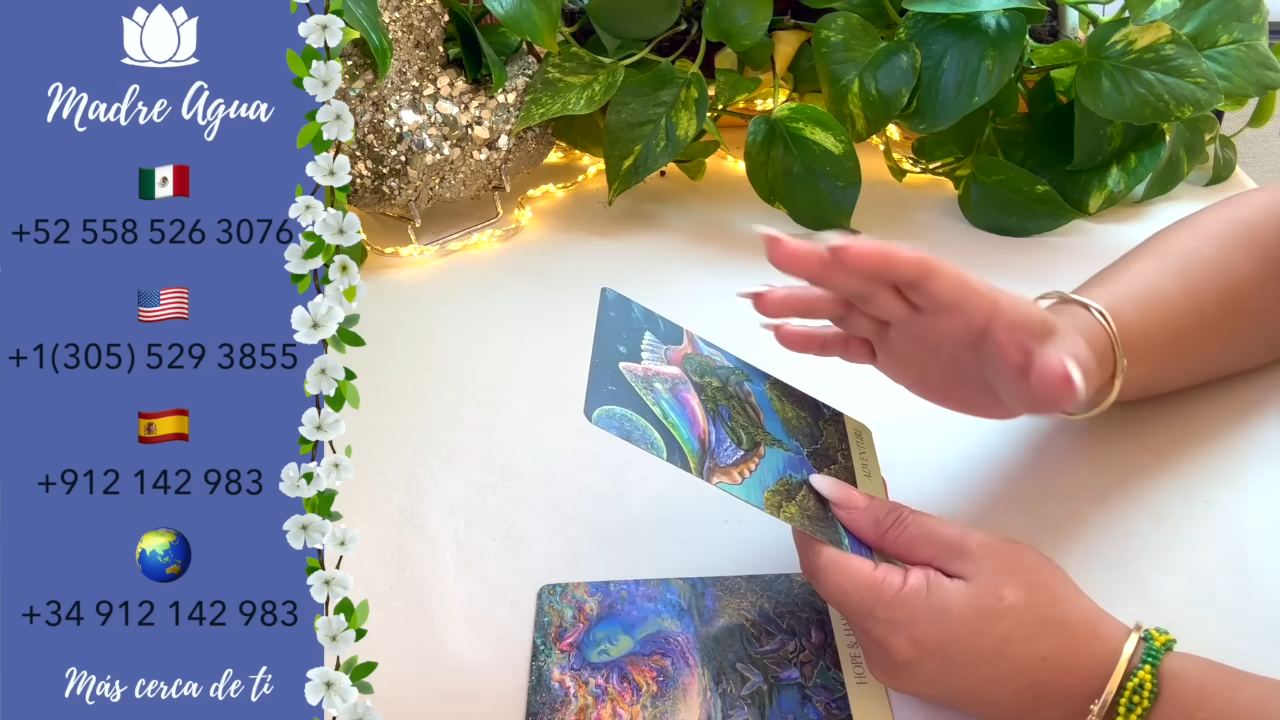 Madre Agua
+52 558 526 3076
+1(305) 529 3855
+912 142 983
+34 912 142 983
Más cerca de ti
ADVENTURE
HOPE &